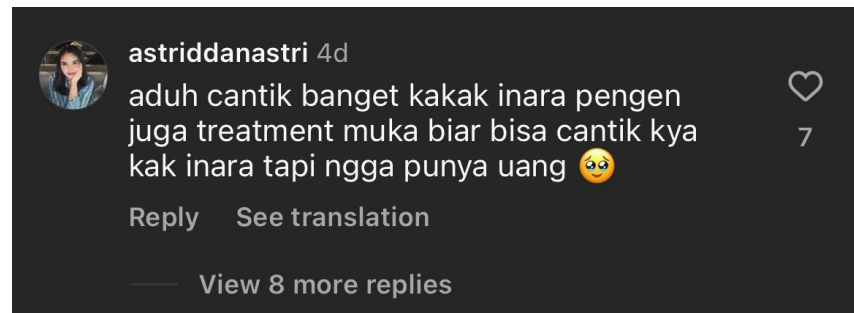 astriddanastri 4d
aduh cantik banget kakak inara pengen
juga treatment muka biar bisa cantik kya
kak inara tapi ngga punya uang 🥹
7
Reply See translation
View 8 more replies